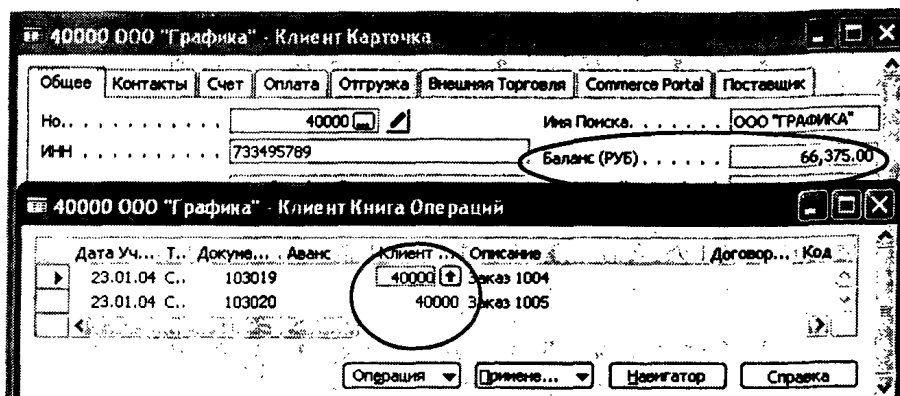 40000 ООО "Графика" - Клиент Карточка
Общее Контакты Счет Оплата Отгрузка Внешняя Торговля Commerce Portal Поставщик
Но. . . . . . . . . . . . . 40000 Имя Поиска. . . . . . . ООО "ГРАФИКА"
ИНН . . . . . . . . . . . . 733495789 Баланс (РУБ) . . . . . . 66,375.00
40000 ООО "Графика" - Клиент Книга Операций
Дата Уч... Т.. Докуме... Аванс Клиент ... Описание Договор... Код
23.01.04 С.. 103019 40000 Заказ 1004
23.01.04 С.. 103020 40000 Заказ 1005
Операция Примене... Навигатор Справка